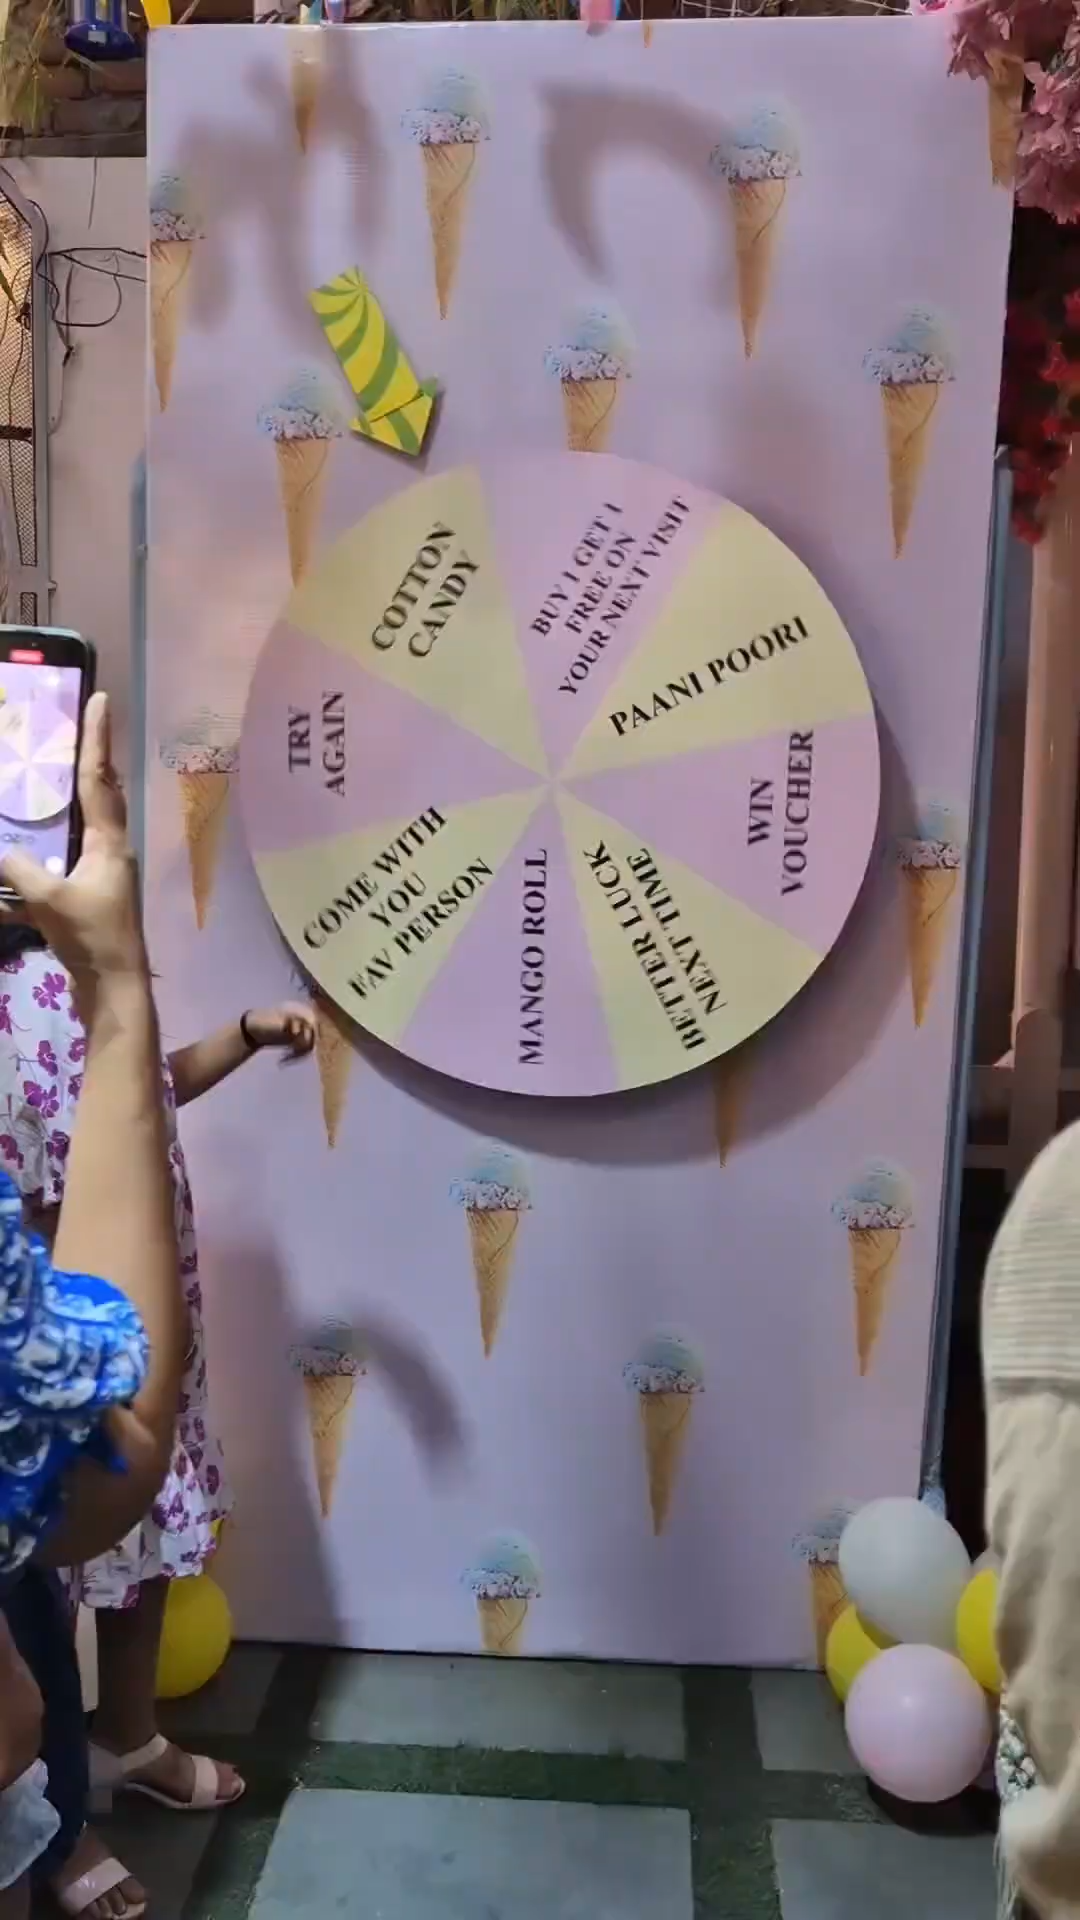 COTTON
CANDY
BUY 1 GET 1
FREE ON
YOUR NEXT VISIT
PAANI POORI
WIN
VOUCHER
BETTER LUCK
NEXT TIME
MANGO ROLL
COME WITH
YOU
FAV PERSON
TRY
AGAIN